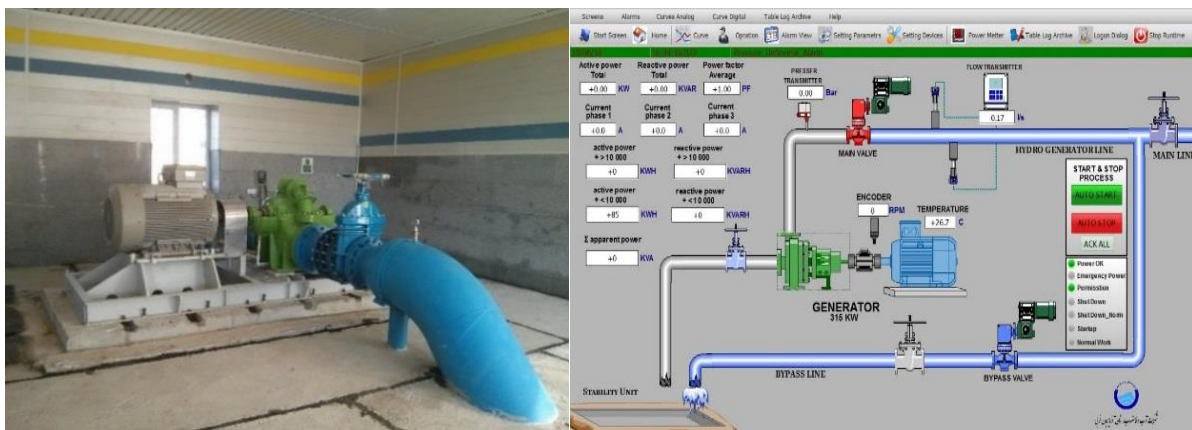 Screens Alarms Curves Analog Curve Digital Table Log Archive Help
Start Screen Home Curve Opration Alarm View Setting Parametrs Setting Devices Power Metter Table Log Archive Logon Dialog Stop Runtime
Active power Total Reactive power Total Power factor Average
+0.00 KW +0.00 KVAR +1.00 PF
Current phase 1 Current phase 2 Current phase 3
+0.0 A +0.0 A +0.0 A
active power * > 10 000 reactive power * > 10 000
+0 KWH +0 KVARH
active power * < 10 000 reactive power * < 10 000
+85 KWH +0 KVARH
Σ apparent power
+0 KVA
PRESSER TRANSMITTER
0.00 Bar
MAIN VALVE
FLOW TRANSMITTER
0.17 l/s
HYDRO GENERATOR LINE
MAIN LINE
START & STOP PROCESS
AUTO START
AUTO STOP
ACK ALL
Power OK
Emergency Power
Permission
Shut Down
Shut Down_Norm
Startup
Normal Work
ENCODER
0 RPM
TEMPERATURE
+26.7 C
GENERATOR
315 KW
BYPASS LINE
BYPASS VALVE
STABILITY UNIT